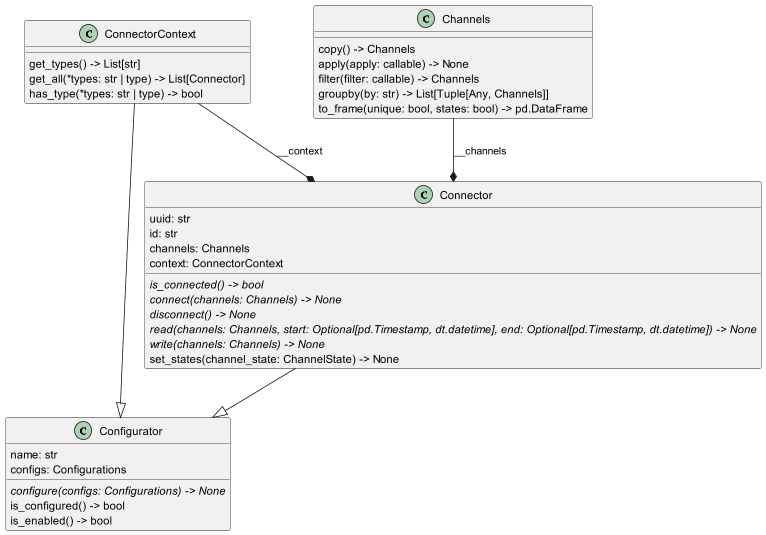 C ConnectorContext
get_types() -> List[str]
get_all(*types: str | type) -> List[Connector]
has_type(*types: str | type) -> bool
C Channels
copy() -> Channels
apply(apply: callable) -> None
filter(filter: callable) -> Channels
groupby(by: str) -> List[Tuple[Any, Channels]]
to_frame(unique: bool, states: bool) -> pd.DataFrame
__context
__channels
C Connector
uuid: str
id: str
channels: Channels
context: ConnectorContext
is_connected() -> bool
connect(channels: Channels) -> None
disconnect() -> None
read(channels: Channels, start: Optional[pd.Timestamp, dt.datetime], end: Optional[pd.Timestamp, dt.datetime]) -> None
write(channels: Channels) -> None
set_states(channel_state: ChannelState) -> None
C Configurator
name: str
configs: Configurations
configure(configs: Configurations) -> None
is_configured() -> bool
is_enabled() -> bool